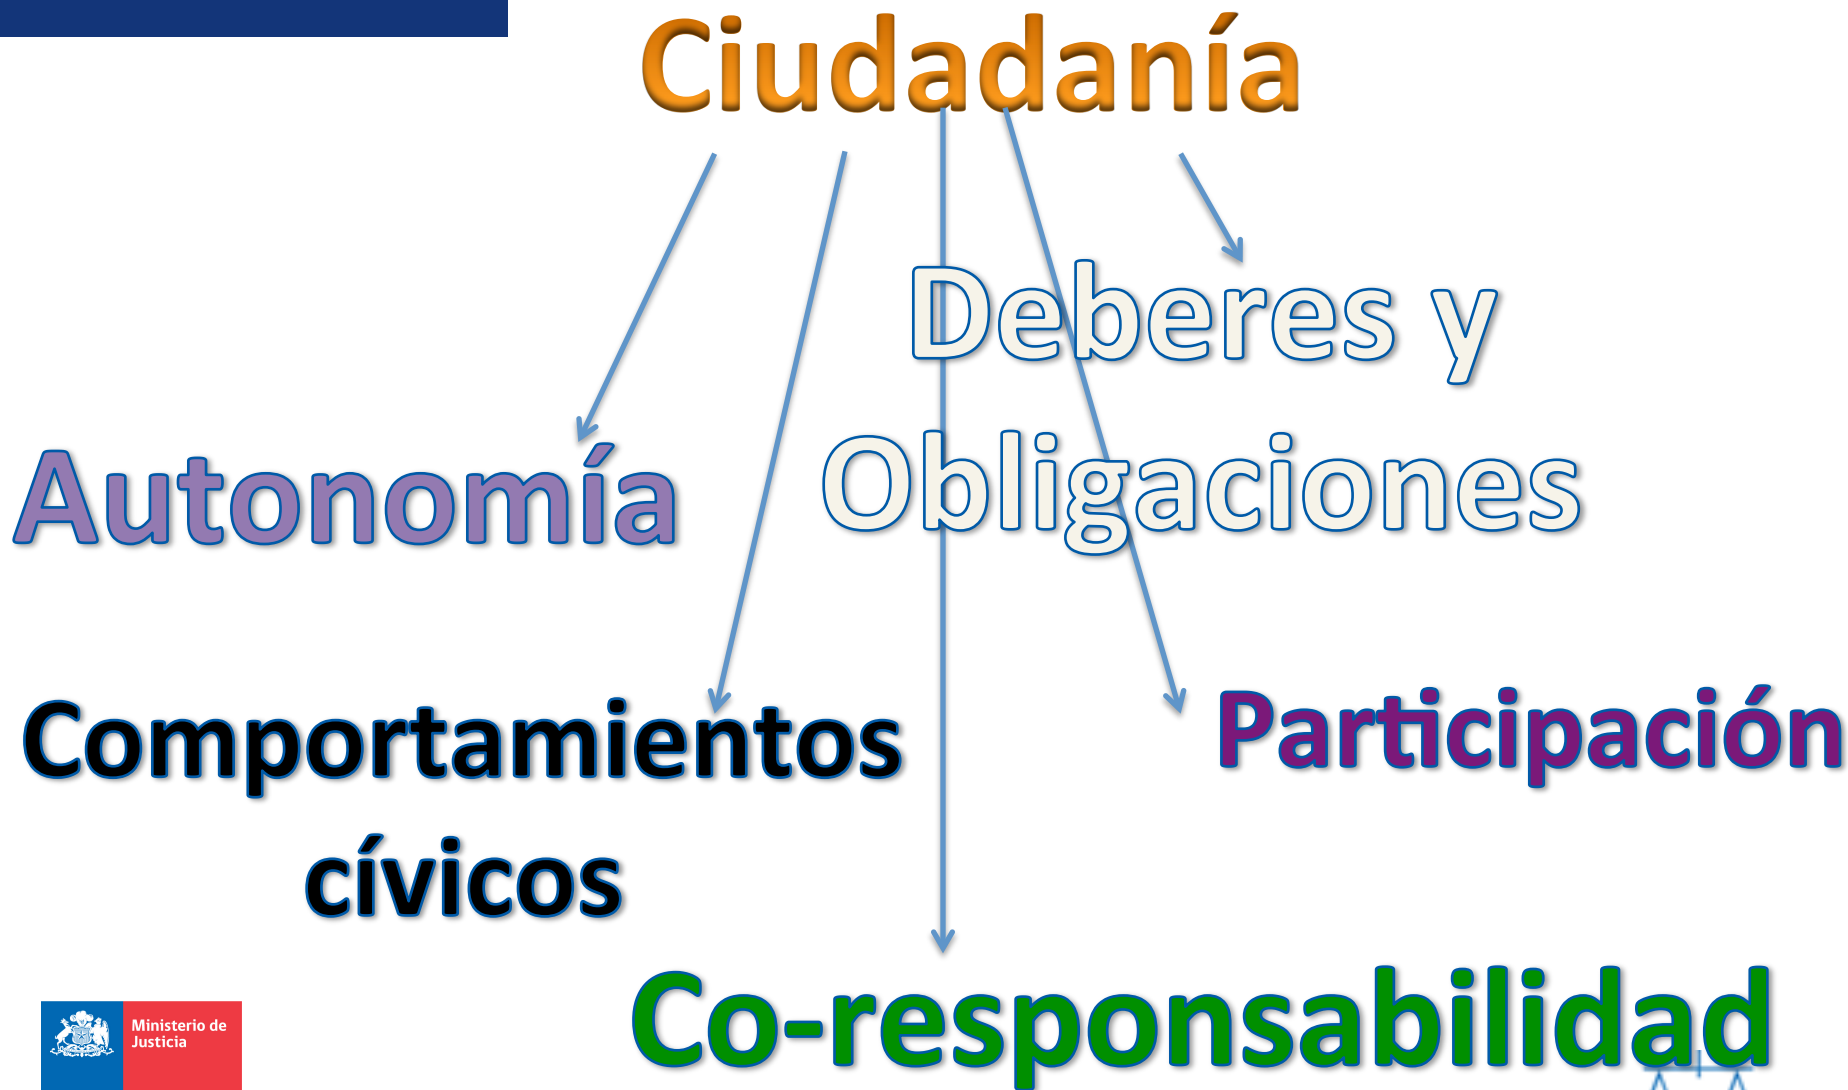 Ciudadanía
Deberes y
Obligaciones
Autonomía
Comportamientos
cívicos
Participación
Co-responsabilidad
Ministerio de
Justicia